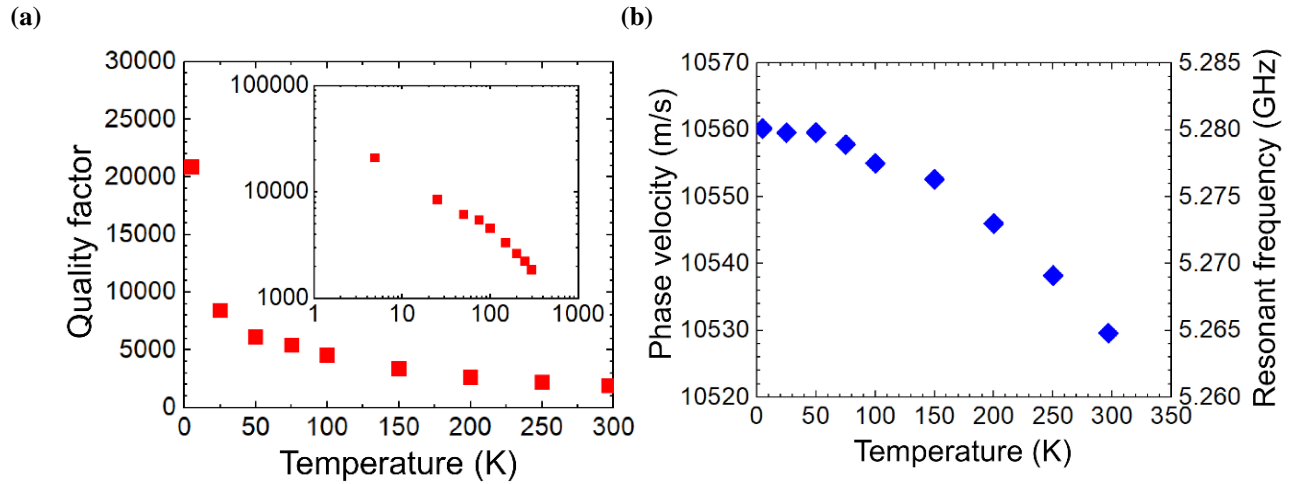 (a)
(b)
30000
25000
20000
15000
10000
5000
0
Quality factor
100000
10000
1000
1 10 100 1000
0 50 100 150 200 250 300
Temperature (K)
10570
10560
10550
10540
10530
10520
Phase velocity (m/s)
5.285
5.280
5.275
5.270
5.265
5.260
Resonant frequency (GHz)
0 50 100 150 200 250 300 350
Temperature (K)